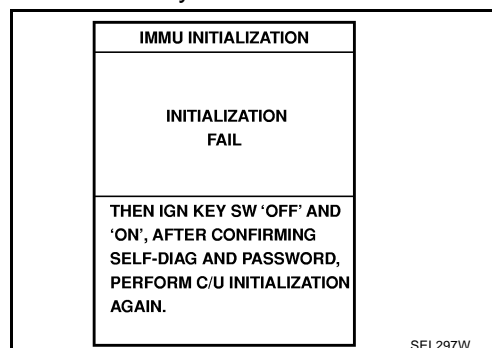 IMMU INITIALIZATION
INITIALIZATION
FAIL
THEN IGN KEY SW 'OFF' AND
'ON', AFTER CONFIRMING
SELF-DIAG AND PASSWORD,
PERFORM C/U INITIALIZATION
AGAIN.
SEL297W